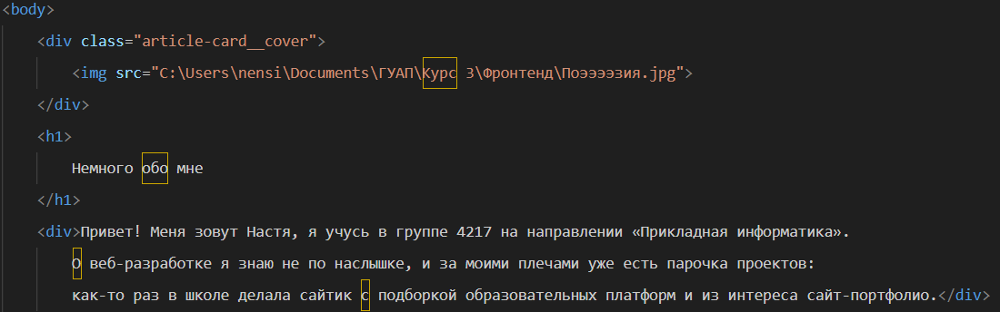 <body>
<div class="article-card__cover">
<img src="C:\Users\nensi\Documents\ГУАП\Курс 3\Фронтенд\Поэээээзия.jpg">
</div>
<h1>
Немного обо мне
</h1>
<div>Привет! Меня зовут Настя, я учусь в группе 4217 на направлении «Прикладная информатика».
О веб-разработке я знаю не по наслышке, и за моими плечами уже есть парочка проектов:
как-то раз в школе делала сайтик с подборкой образовательных платформ и из интереса сайт-портфолио.</div>